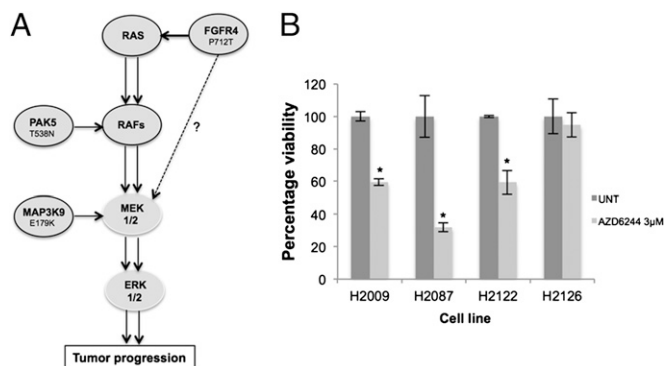 A
RAS
FGFR4
P712T
PAK5
T538N
RAFs
?
MAP3K9
E179K
MEK
1/2
ERK
1/2
Tumor progression
B
Percentage viability
120
100
80
60
40
20
0
*
*
*
H2009 H2087 H2122 H2126
Cell line
UNT
AZD6244 3µM